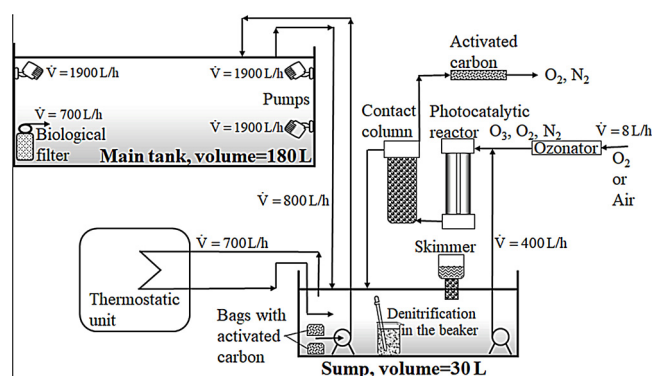 Activated
carbon
O₂, N₂
V̇ = 1900 L/h
V̇ = 1900 L/h
Pumps
V̇ = 700 L/h
V̇ = 1900 L/h
Biological
filter
Main tank, volume=180 L
Contact
column
Photocatalytic
reactor
O₃, O₂, N₂
V̇ = 8 L/h
Ozonator
O₂
or
Air
V̇ = 800 L/h
V̇ = 700 L/h
Skimmer
V̇ = 400 L/h
Thermostatic
unit
Bags with
activated
carbon
Denitrification
in the beaker
Sump, volume=30 L